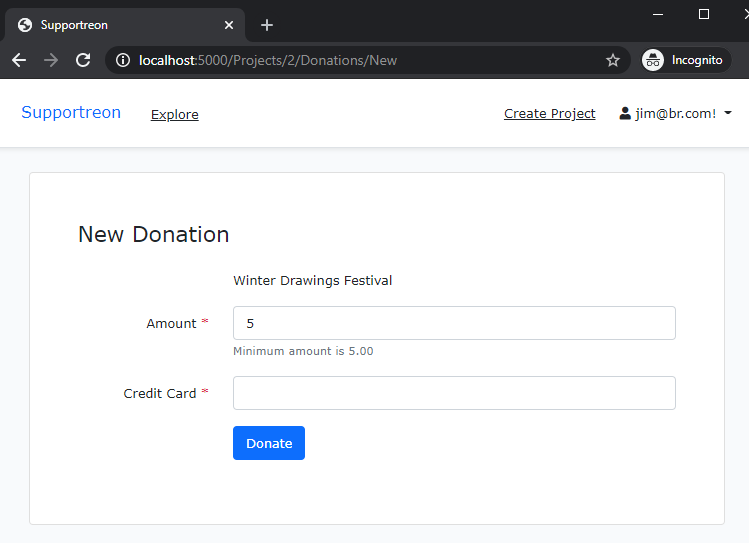 Supportreon
localhost:5000/Projects/2/Donations/New
Incognito
Supportreon Explore Create Project jim@br.com!
New Donation
Winter Drawings Festival
Amount * 5
Minimum amount is 5.00
Credit Card *
Donate